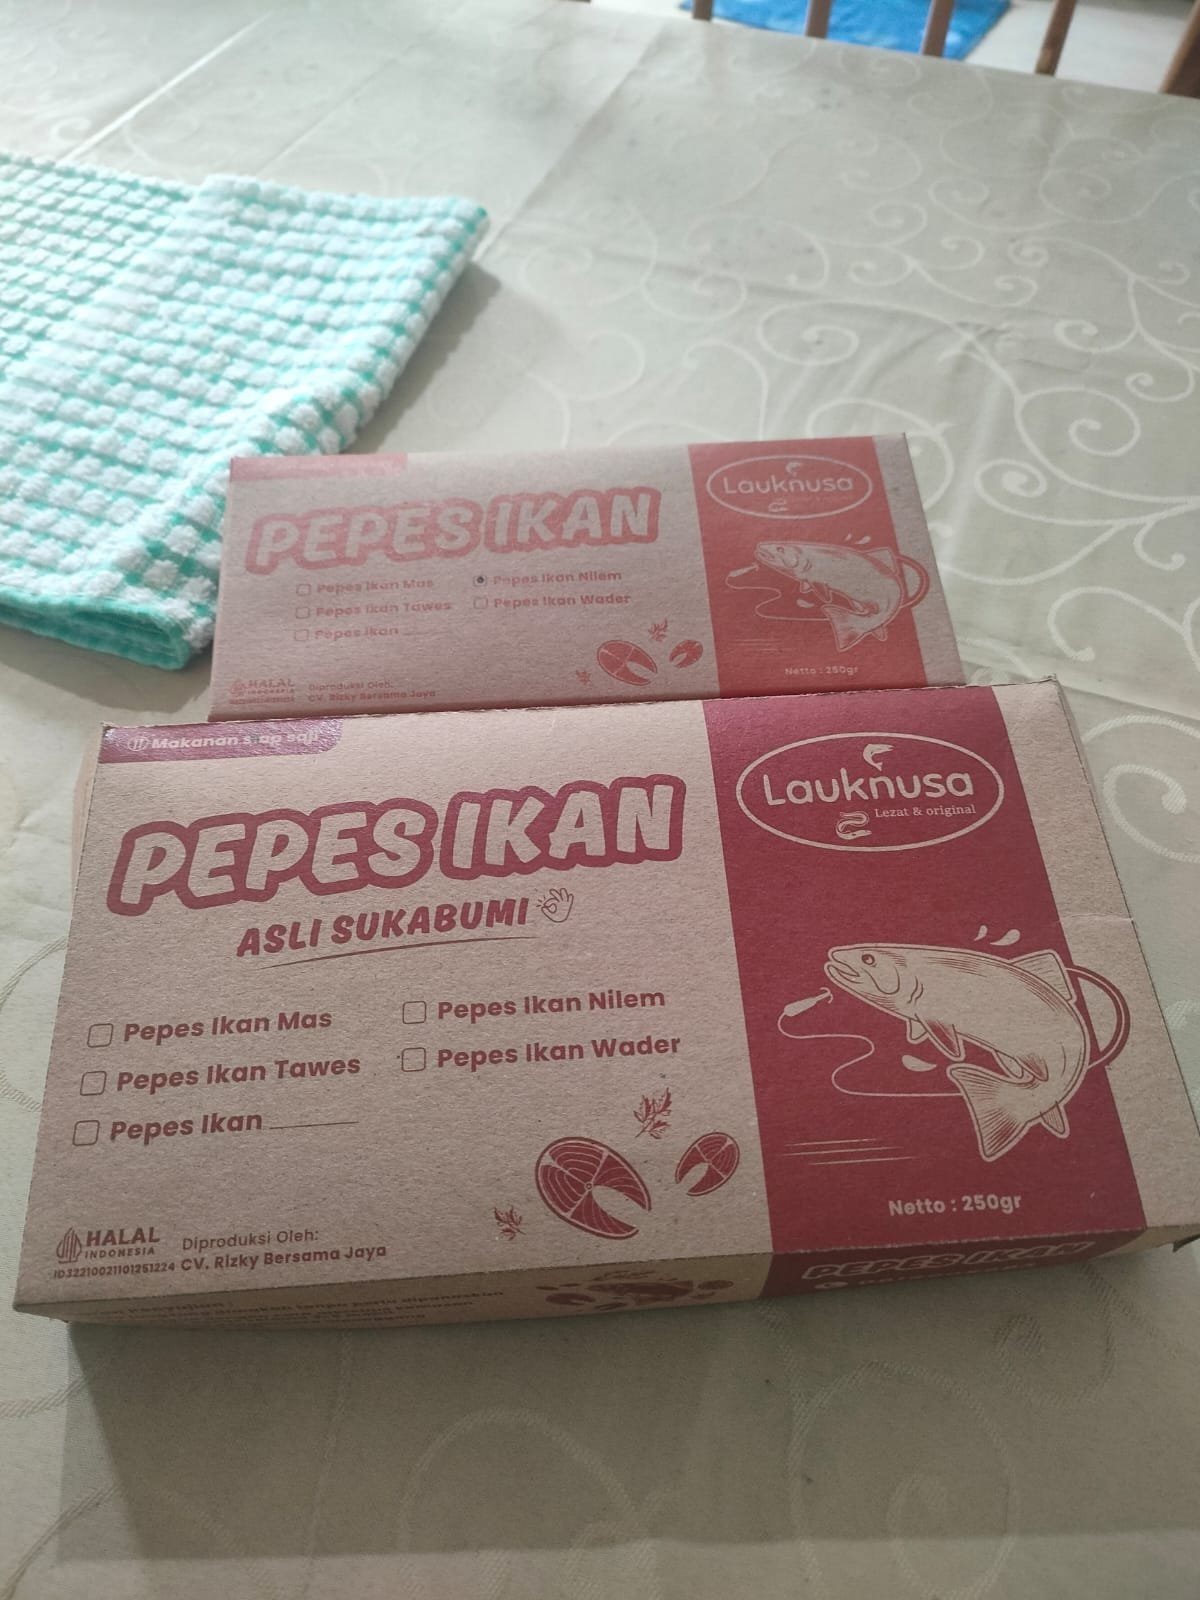 Lauknusa
PEPES IKAN
Pepes Ikan Mas
Pepes Ikan Nilem
Pepes Ikan Tawes
Pepes Ikan Wader
Pepes Ikan
HALAL
INDONESIA
Diproduksi Oleh:
CV. Rizky Bersama Jaya
Netto : 250gr
Makanan siap saji
Lauknusa
Lezat & original
PEPES IKAN
ASLI SUKABUMI
Pepes Ikan Mas
Pepes Ikan Nilem
Pepes Ikan Tawes
Pepes Ikan Wader
Pepes Ikan
HALAL
INDONESIA
ID32210021101251224
Diproduksi Oleh:
CV. Rizky Bersama Jaya
Netto : 250gr
PEPES IKAN